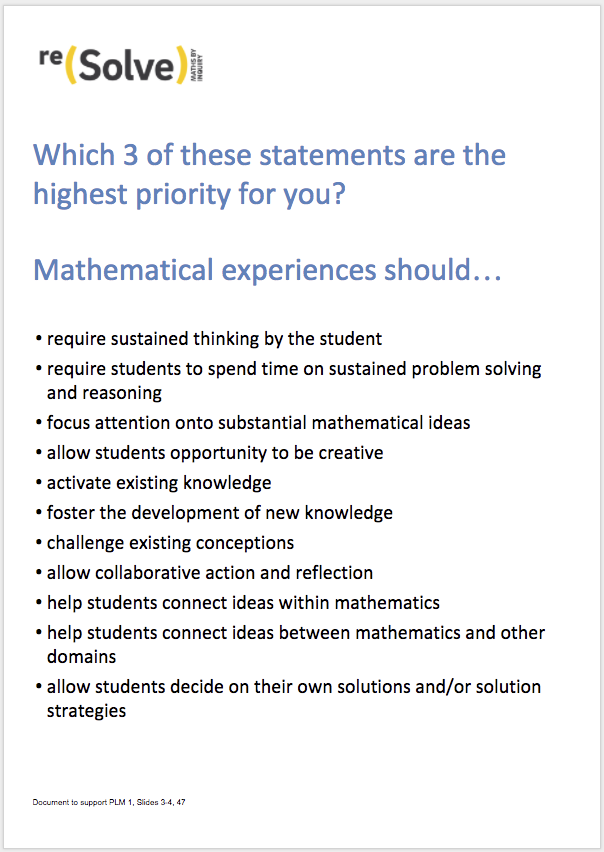 re(Solve)
MATHS BY
INQUIRY
Which 3 of these statements are the
highest priority for you?
Mathematical experiences should…
• require sustained thinking by the student
• require students to spend time on sustained problem solving
and reasoning
• focus attention onto substantial mathematical ideas
• allow students opportunity to be creative
• activate existing knowledge
• foster the development of new knowledge
• challenge existing conceptions
• allow collaborative action and reflection
• help students connect ideas within mathematics
• help students connect ideas between mathematics and other
domains
• allow students decide on their own solutions and/or solution
strategies
Document to support PLM 1, Slides 3-4, 47